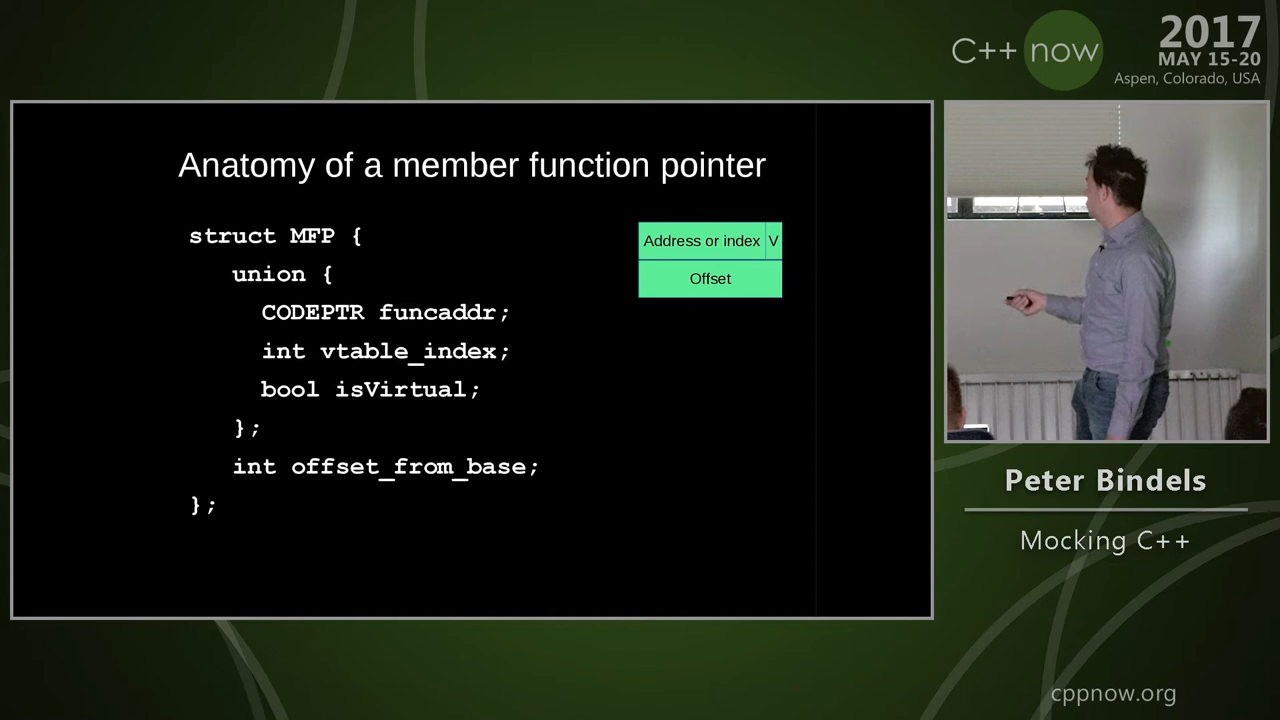 C++ now
2017
MAY 15-20
Aspen, Colorado, USA
Anatomy of a member function pointer
struct MFP {
union {
CODEPTR funcaddr;
int vtable_index;
bool isVirtual;
};
int offset_from_base;
};
Address or index V
Offset
Peter Bindels
Mocking C++
cppnow.org